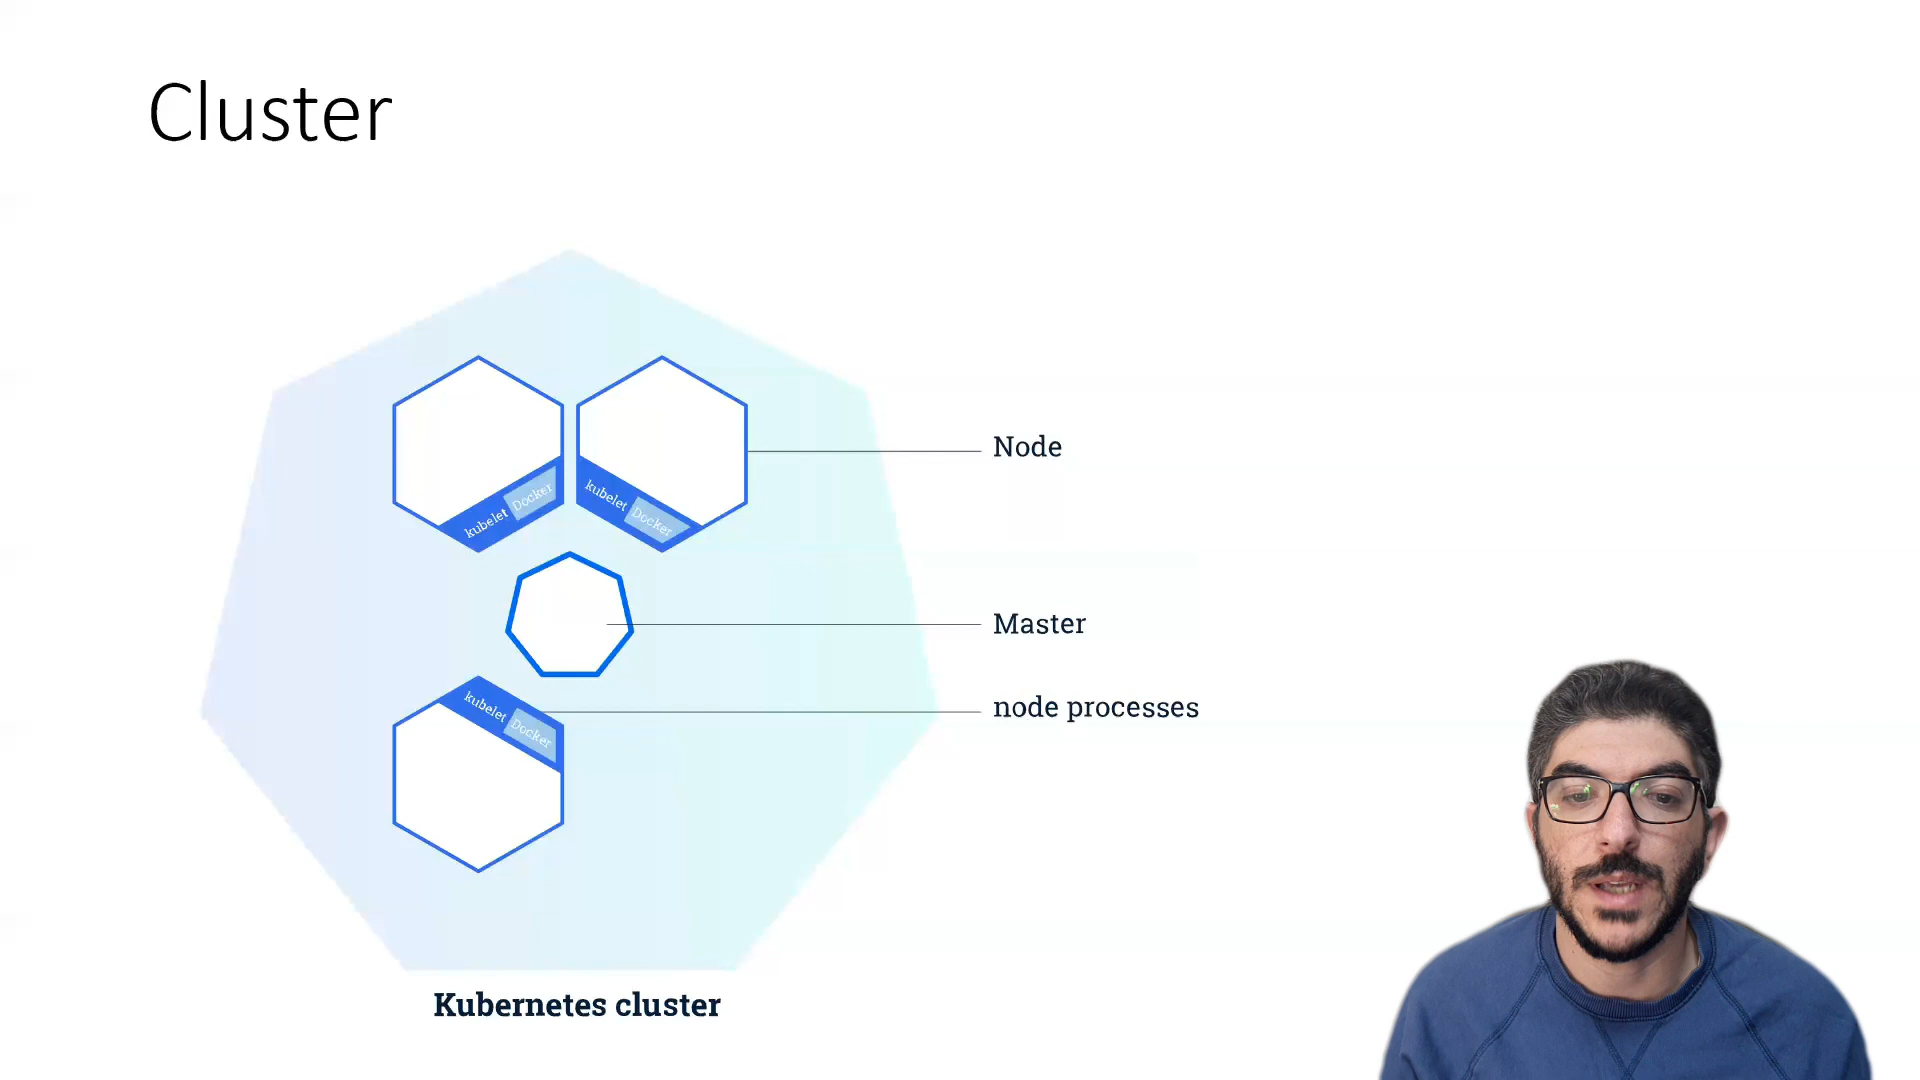 Cluster
Node
kubelet Docker
kubelet Docker
Master
kubelet Docker
node processes
Kubernetes cluster